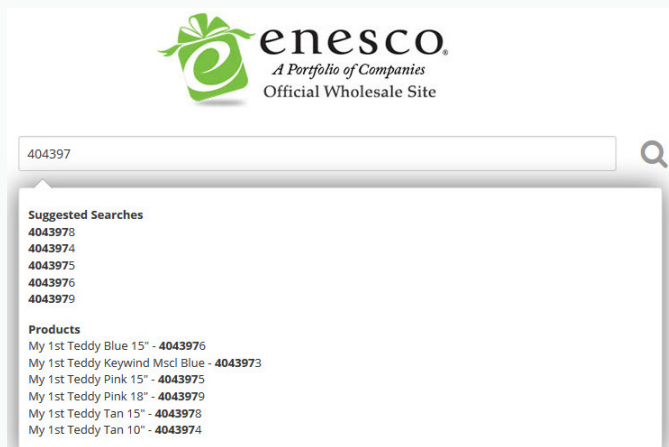 enesco.
A Portfolio of Companies
Official Wholesale Site
404397
Suggested Searches
4043978
4043974
4043975
4043976
4043979
Products
My 1st Teddy Blue 15" - 4043976
My 1st Teddy Keywind Mscl Blue - 4043973
My 1st Teddy Pink 15" - 4043975
My 1st Teddy Pink 18" - 4043979
My 1st Teddy Tan 15" - 4043978
My 1st Teddy Tan 10" - 4043974